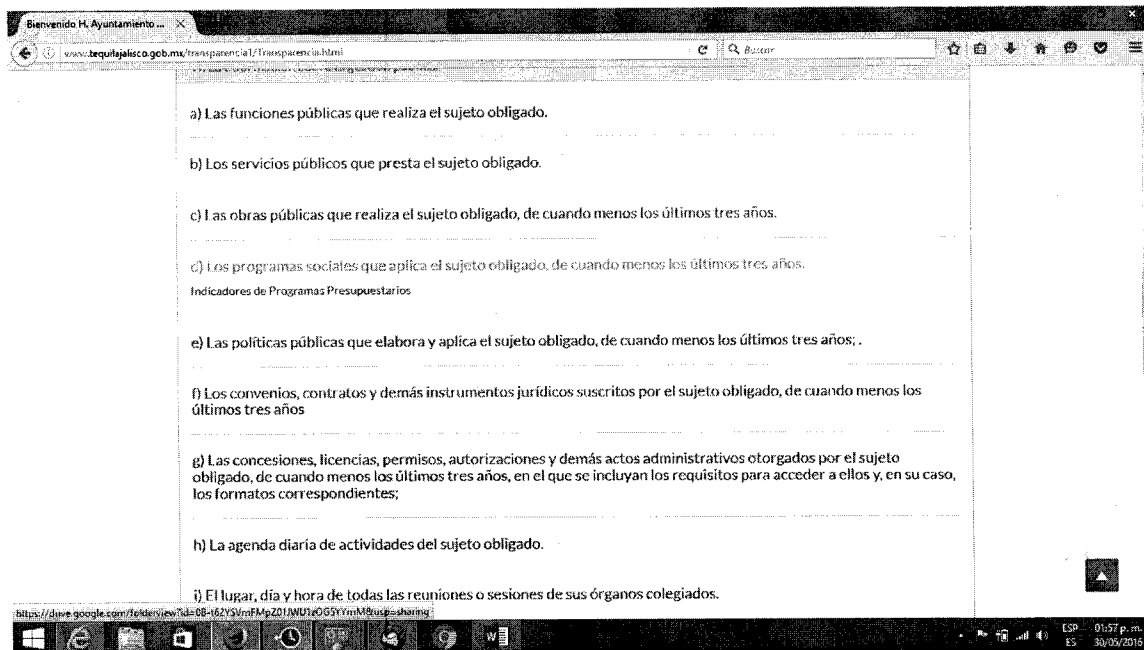 Bienvenido H. Ayuntamiento ...
www.tequilajalisco.gob.mx/transparencia1/Transparencia.html
Buscar
a) Las funciones públicas que realiza el sujeto obligado.
b) Los servicios públicos que presta el sujeto obligado.
c) Las obras públicas que realiza el sujeto obligado, de cuando menos los últimos tres años.
d) Los programas sociales que aplica el sujeto obligado, de cuando menos los últimos tres años.
Indicadores de Programas Presupuestarios
e) Las políticas públicas que elabora y aplica el sujeto obligado, de cuando menos los últimos tres años; .
f) Los convenios, contratos y demás instrumentos jurídicos suscritos por el sujeto obligado, de cuando menos los
últimos tres años
g) Las concesiones, licencias, permisos, autorizaciones y demás actos administrativos otorgados por el sujeto
obligado, de cuando menos los últimos tres años, en el que se incluyan los requisitos para acceder a ellos y, en su caso,
los formatos correspondientes;
h) La agenda diaria de actividades del sujeto obligado.
i) El lugar, día y hora de todas las reuniones o sesiones de sus órganos colegiados.
ESP 01:57 p. m.
ES 30/05/2016